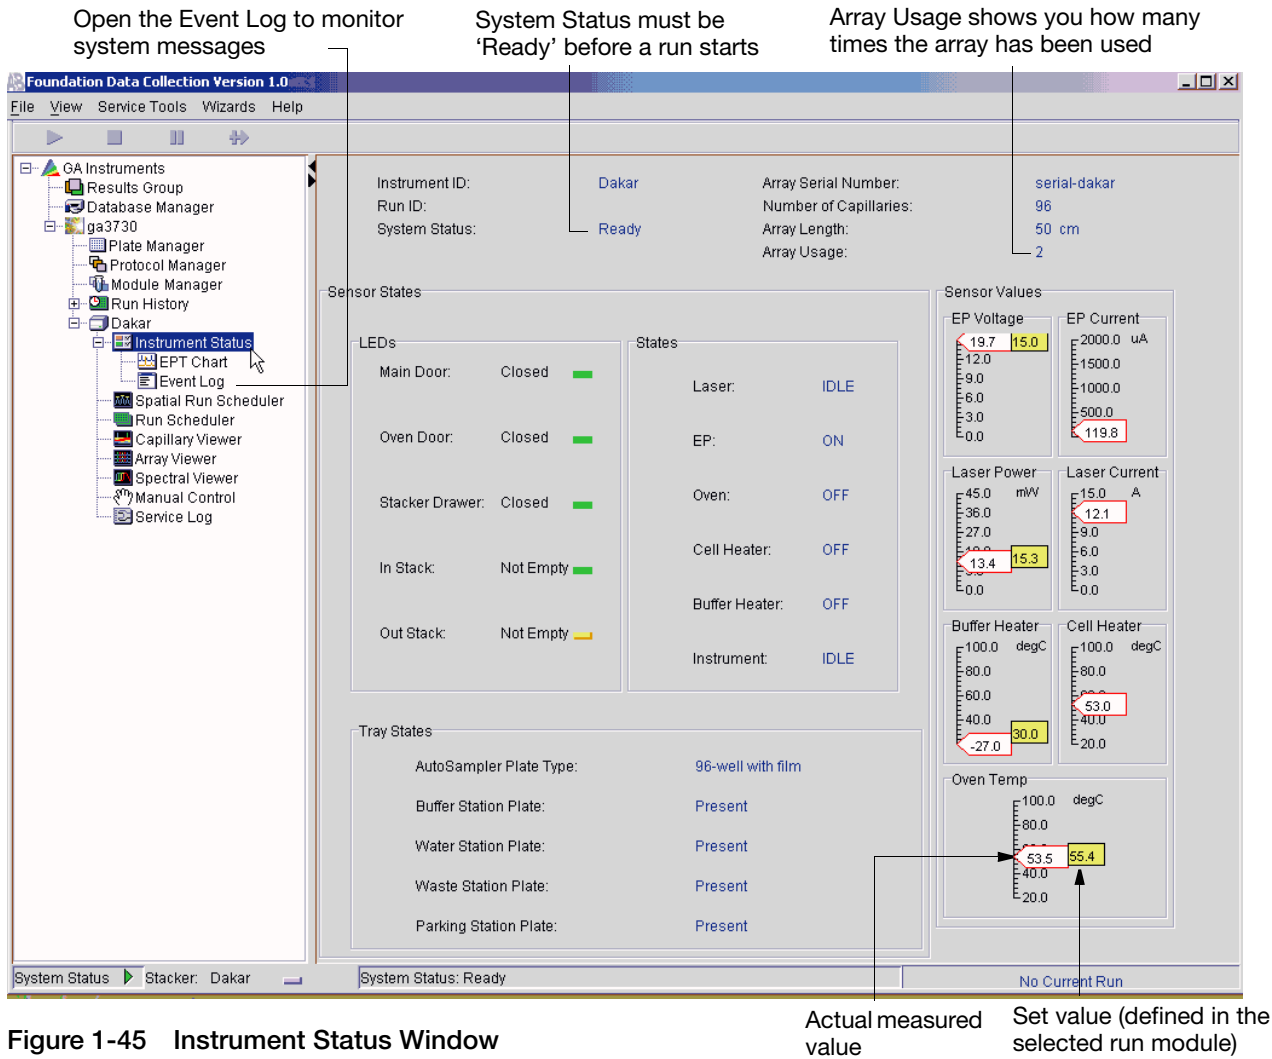 Open the Event Log to monitor
system messages
System Status must be
‘Ready’ before a run starts
Array Usage shows you how many
times the array has been used
Foundation Data Collection Version 1.0
File View Service Tools Wizards Help
GA Instruments
Results Group
Database Manager
ga3730
Plate Manager
Protocol Manager
Module Manager
Run History
Dakar
Instrument Status
EPT Chart
Event Log
Spatial Run Scheduler
Run Scheduler
Capillary Viewer
Array Viewer
Spectral Viewer
Manual Control
Service Log
Instrument ID: Dakar
Run ID:
System Status: Ready
Array Serial Number: serial-dakar
Number of Capillaries: 96
Array Length: 50 cm
Array Usage: 2
Sensor States
LEDs
Main Door: Closed
Oven Door: Closed
Stacker Drawer: Closed
In Stack: Not Empty
Out Stack: Not Empty
States
Laser: IDLE
EP: ON
Oven: OFF
Cell Heater: OFF
Buffer Heater: OFF
Instrument: IDLE
Tray States
AutoSampler Plate Type: 96-well with film
Buffer Station Plate: Present
Water Station Plate: Present
Waste Station Plate: Present
Parking Station Plate: Present
Sensor Values
EP Voltage
19.7 15.0
12.0
9.0
6.0
3.0
0.0
EP Current
2000.0 uA
1500.0
1000.0
500.0
119.8
Laser Power
45.0 mW
36.0
27.0
13.4 15.3
0.0
Laser Current
15.0 A
12.1
9.0
6.0
3.0
0.0
Buffer Heater
100.0 degC
80.0
60.0
40.0
30.0
-27.0
Cell Heater
100.0 degC
80.0
53.0
40.0
20.0
Oven Temp
100.0 degC
80.0
53.5 55.4
40.0
20.0
System Status Stacker: Dakar
System Status: Ready
No Current Run
Actual measured
value
Set value (defined in the
selected run module)
Figure 1-45 Instrument Status Window